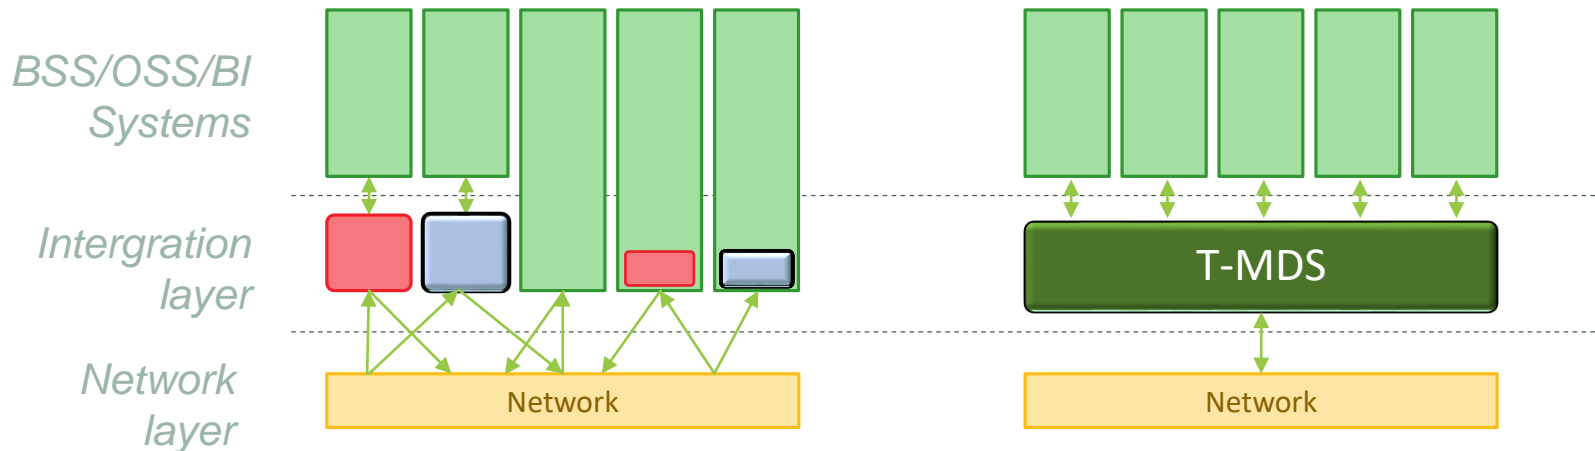 BSS/OSS/BI
Systems
Intergration
layer
T-MDS
Network
layer
Network
Network